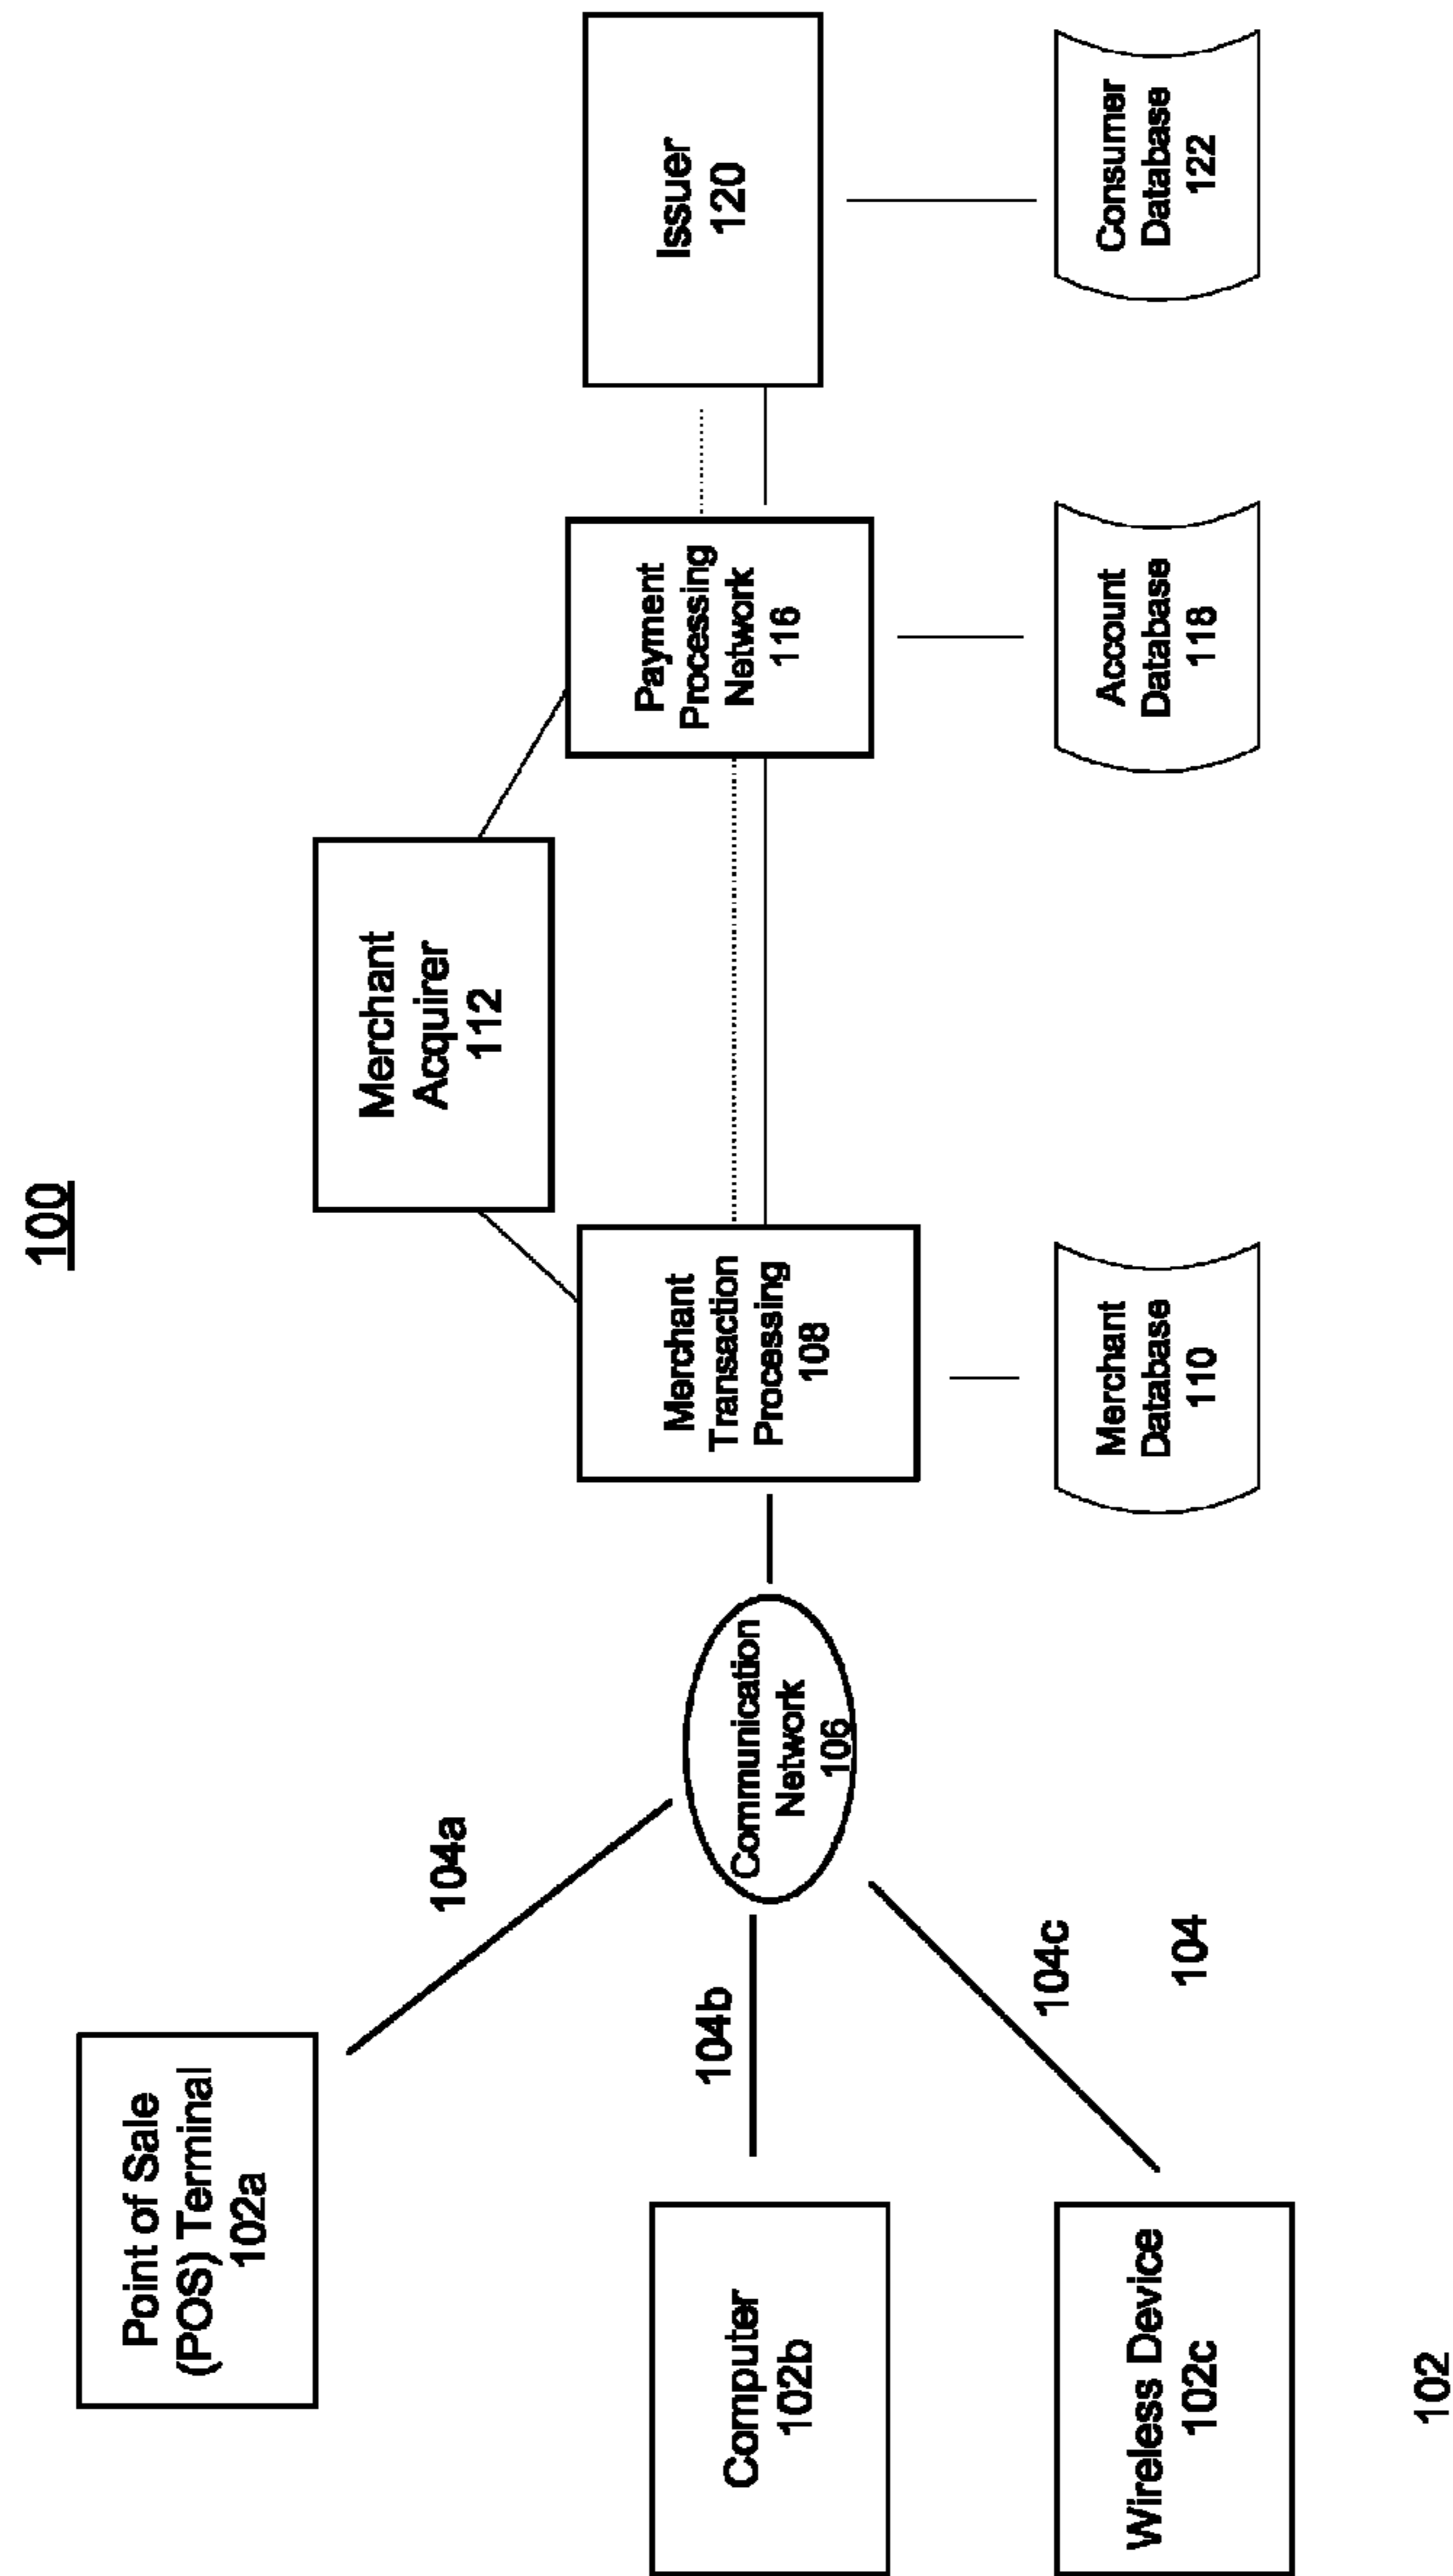 100
Point of Sale
(POS) Terminal
102a
104a
Merchant
Acquirer
112
Computer
102b
104b
Communication
Network
106
Merchant
Transaction
Processing
108
Payment
Processing
Network
116
Issuer
120
Wireless Device
102c
104c
104
Merchant
Database
110
Account
Database
118
Consumer
Database
122
102